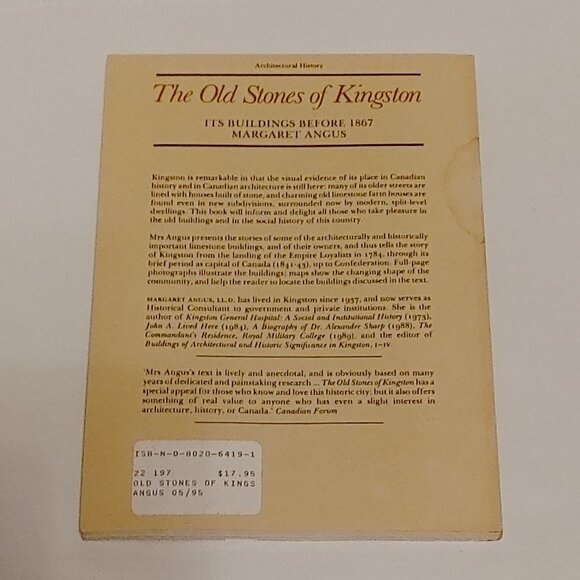 Architectural History
The Old Stones of Kingston
ITS BUILDINGS BEFORE 1867
MARGARET ANGUS
Kingston is remarkable in that the visual evidence of its place in Canadian
history and in Canadian architecture is still here: many of its older streets are
lined with houses built of stone, and charming old limestone farm houses are
found even in new subdivisions, surrounded now by modern, split-level
dwellings. This book will inform and delight all those who take pleasure in
the old buildings and in the social history of this country.
Mrs Angus presents the stories of some of the architecturally and historically
important limestone buildings, and of their owners, and thus tells the story
of Kingston from the landing of the Empire Loyalists in 1784, through its
brief period as capital of Canada (1841-43), up to Confederation. Full-page
photographs illustrate the buildings; maps show the changing shape of the
community, and help the reader to locate the buildings discussed in the text.
MARGARET ANGUS, LL.D. has lived in Kingston since 1937, and now serves as
Historical Consultant to government and private institutions. She is the
author of Kingston General Hospital: A Social and Institutional History (1973),
John A. Lived Here (1984), A Biography of Dr. Alexander Sharp (1988), The
Commandant's Residence, Royal Military College (1989), and the editor of
Buildings of Architectural and Historic Significance in Kingston, I-IV.
'Mrs Angus's text is lively and anecdotal, and is obviously based on many
years of dedicated and painstaking research ... The Old Stones of Kingston has a
special appeal for those who know and love this historic city; but it also offers
something of real value to anyone who has even a slight interest in
architecture, history, or Canada.' Canadian Forum
ISB-N-0-8020-6419-1
22 197 $17.95
OLD STONES OF KINGS
ANGUS 05/95